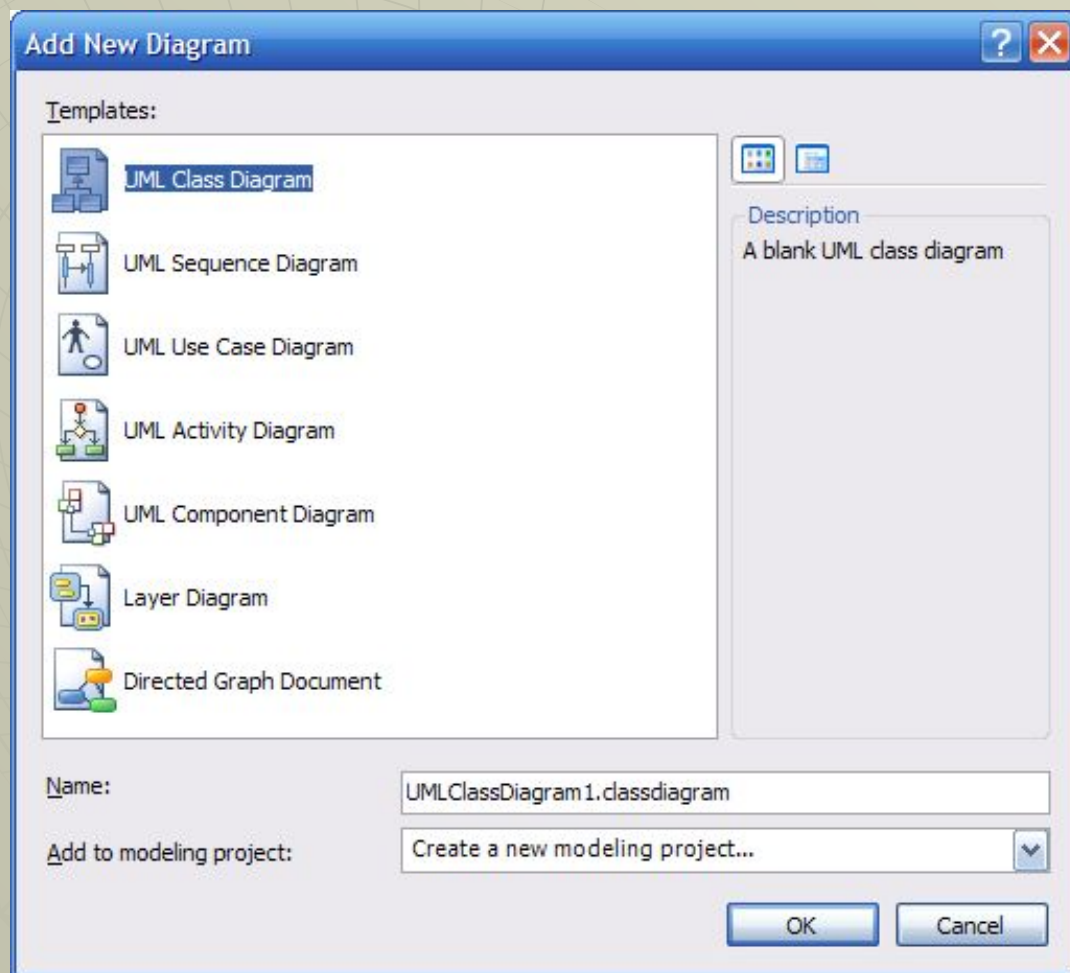 Add New Diagram
Templates:
UML Class Diagram
UML Sequence Diagram
UML Use Case Diagram
UML Activity Diagram
UML Component Diagram
Layer Diagram
Directed Graph Document
Description
A blank UML class diagram
Name:
UMLClassDiagram1.classdiagram
Add to modeling project:
Create a new modeling project...
OK
Cancel